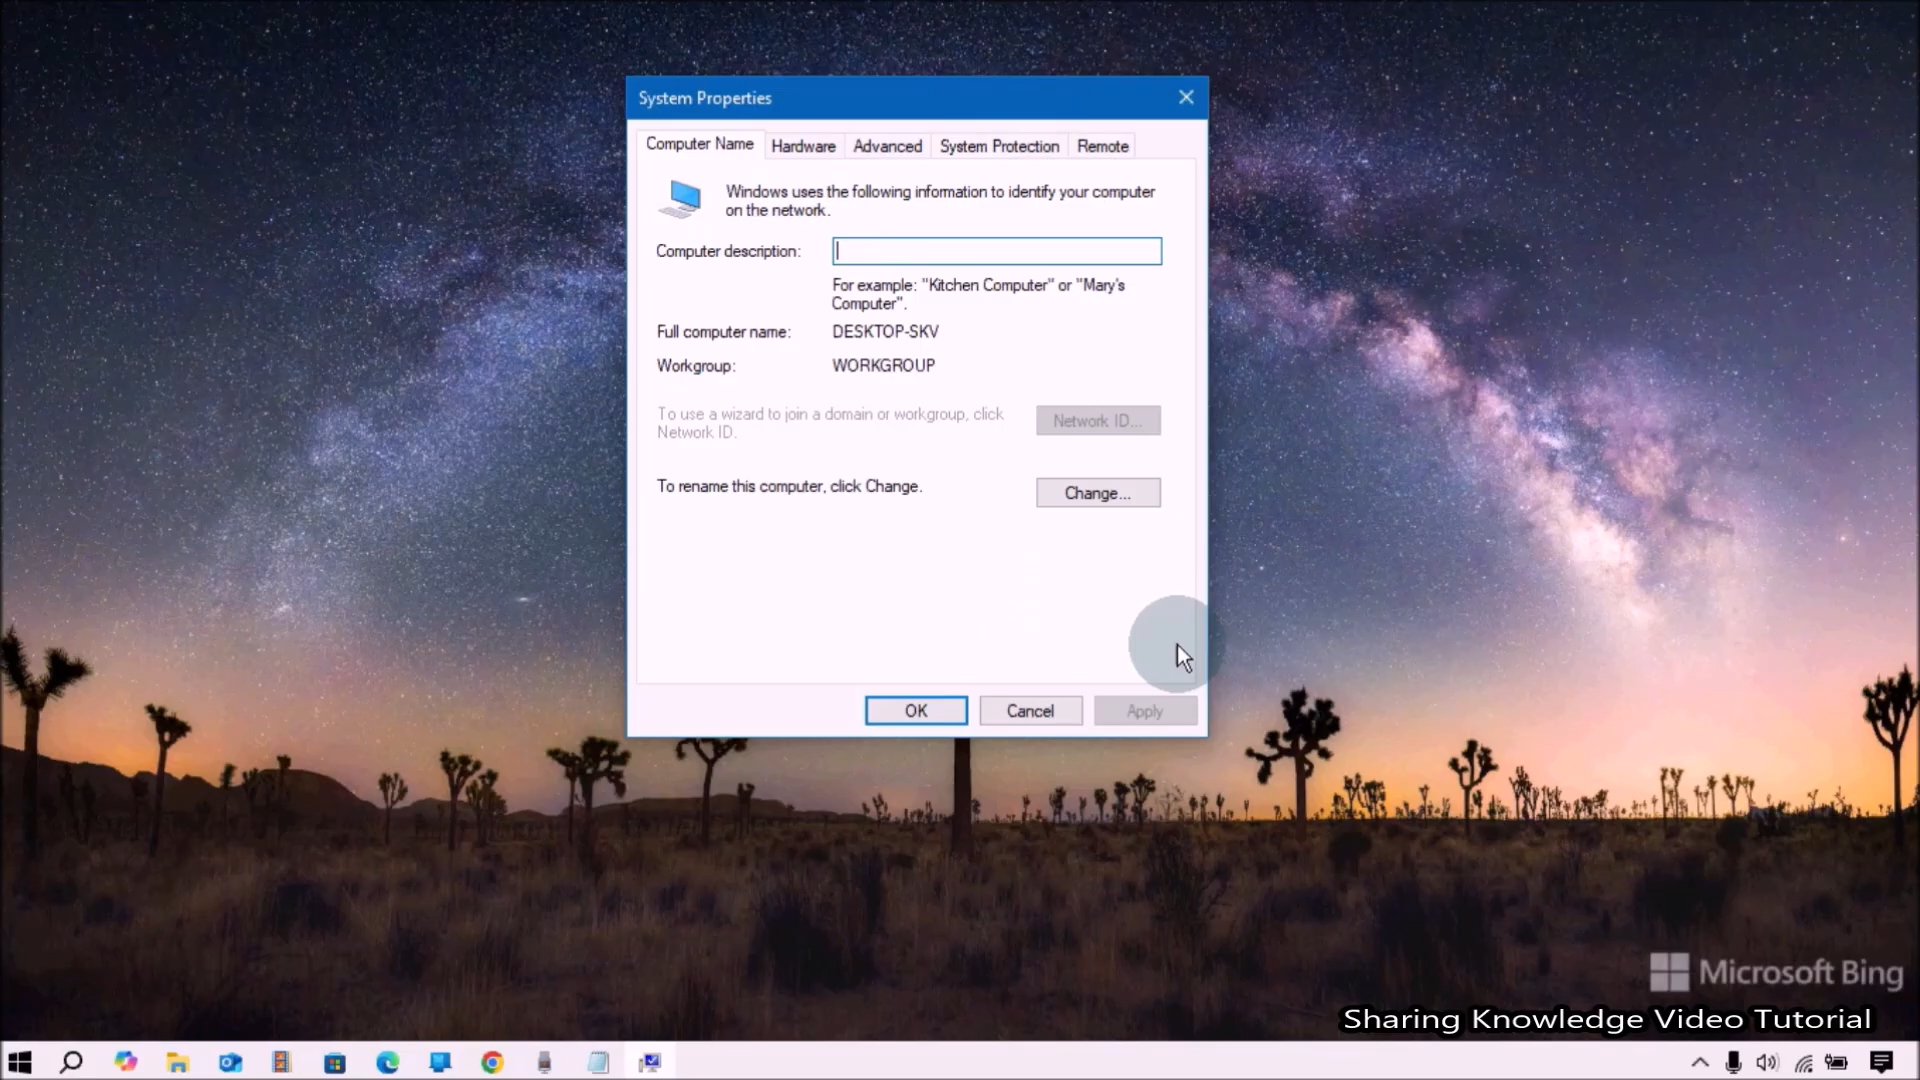 System Properties
Computer Name Hardware Advanced System Protection Remote
Windows uses the following information to identify your computer
on the network.
Computer description:
For example: "Kitchen Computer" or "Mary's
Computer".
Full computer name: DESKTOP-SKV
Workgroup: WORKGROUP
To use a wizard to join a domain or workgroup, click
Network ID.
Network ID...
To rename this computer, click Change.
Change...
OK Cancel Apply
Microsoft Bing
Sharing Knowledge Video Tutorial